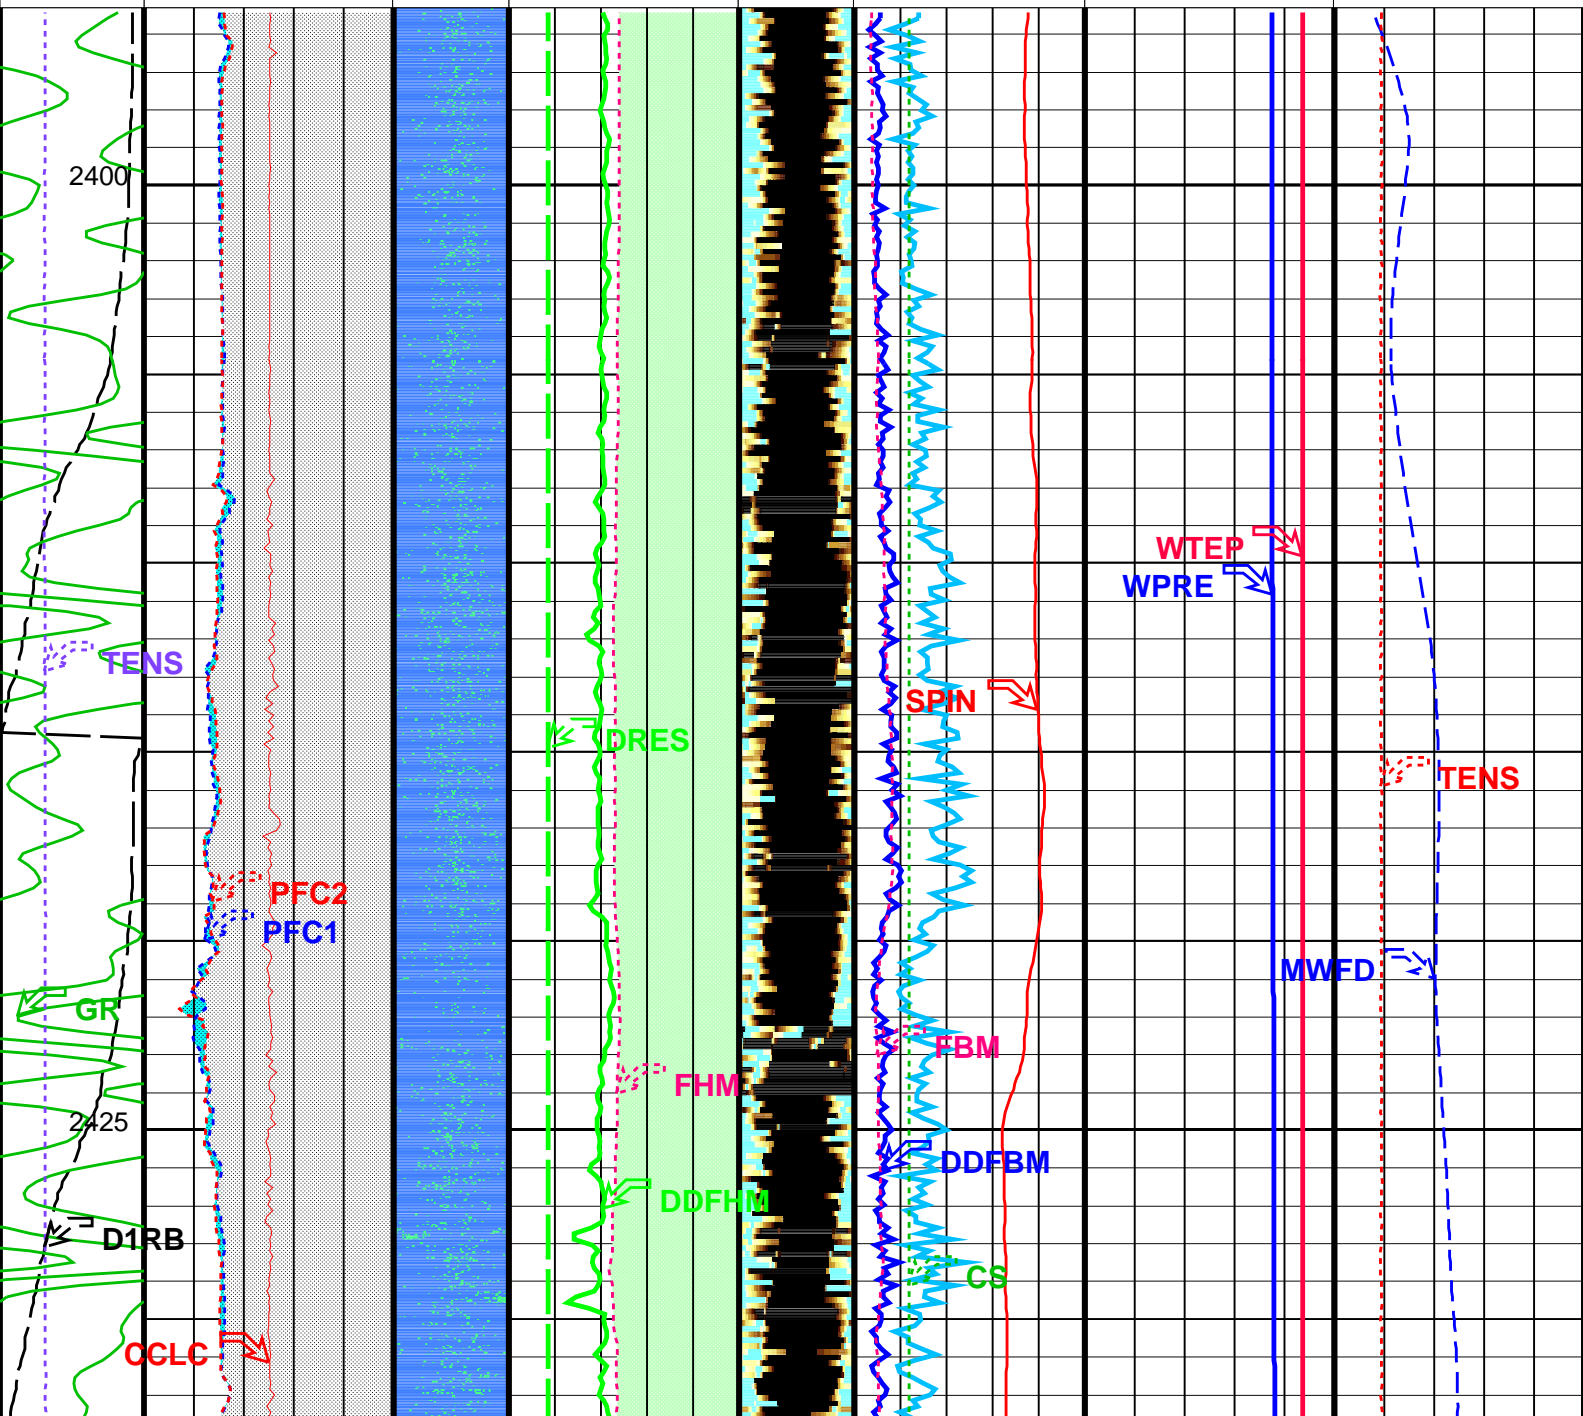 2400
WTEP
WPRE
TENS
SPIN
DRES
TENS
PFC2
PFC1
MWFD
GR
FBM
FHM
2425
DDFBM
DDFHM
D1RB
CS
CCLC